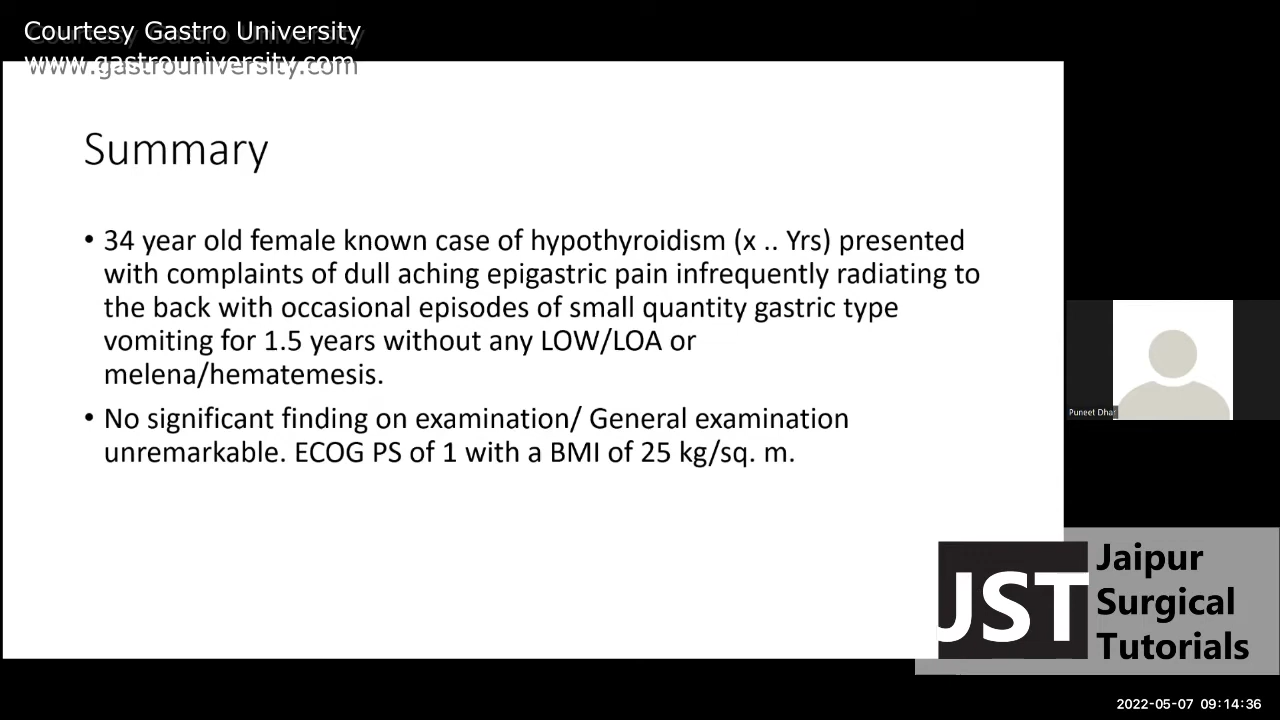 Courtesy Gastro University
www.gastrouniversity.com
Summary
• 34 year old female known case of hypothyroidism (x .. Yrs) presented
with complaints of dull aching epigastric pain infrequently radiating to
the back with occasional episodes of small quantity gastric type
vomiting for 1.5 years without any LOW/LOA or
melena/hematemesis.
• No significant finding on examination/ General examination
unremarkable. ECOG PS of 1 with a BMI of 25 kg/sq. m.
Puneet Dhar
JST
Jaipur
Surgical
Tutorials
2022-05-07 09:14:36